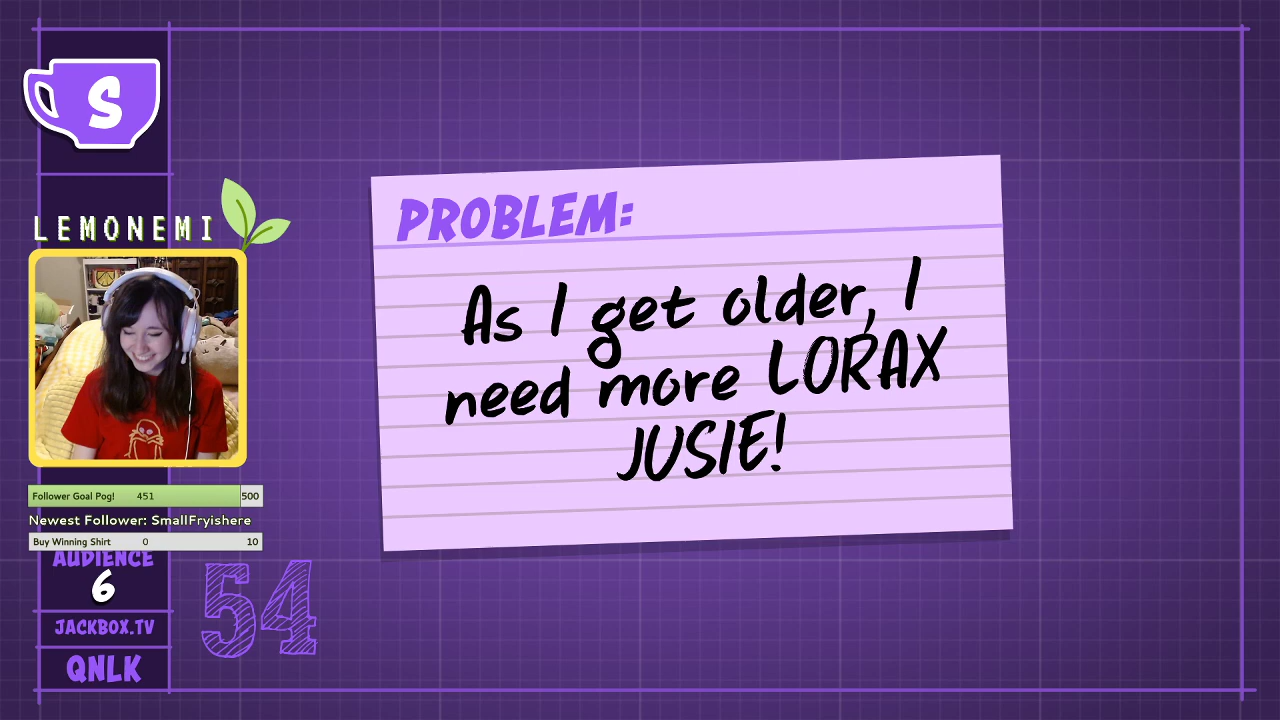 S
LEMONEMI
PROBLEM:
As I get older, I
need more LORAX
JUSIE!
Follower Goal Pog! 451 500
Newest Follower: SmallFryishere
Buy Winning Shirt 0 10
AUDIENCE
6
54
JACKBOX.TV
QNLK